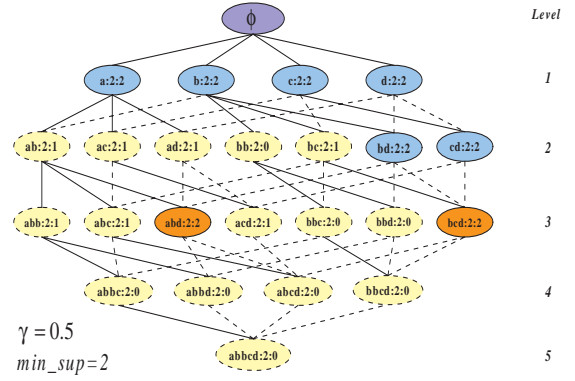 ϕ Level
a:2:2 b:2:2 c:2:2 d:2:2 1
ab:2:1 ac:2:1 ad:2:1 bb:2:0 bc:2:1 bd:2:2 cd:2:2 2
abb:2:1 abc:2:1 abd:2:2 acd:2:1 bbc:2:0 bbd:2:0 bcd:2:2 3
abbc:2:0 abbd:2:0 abcd:2:0 bbcd:2:0 4
γ = 0.5
abbcd:2:0 5
min_sup=2